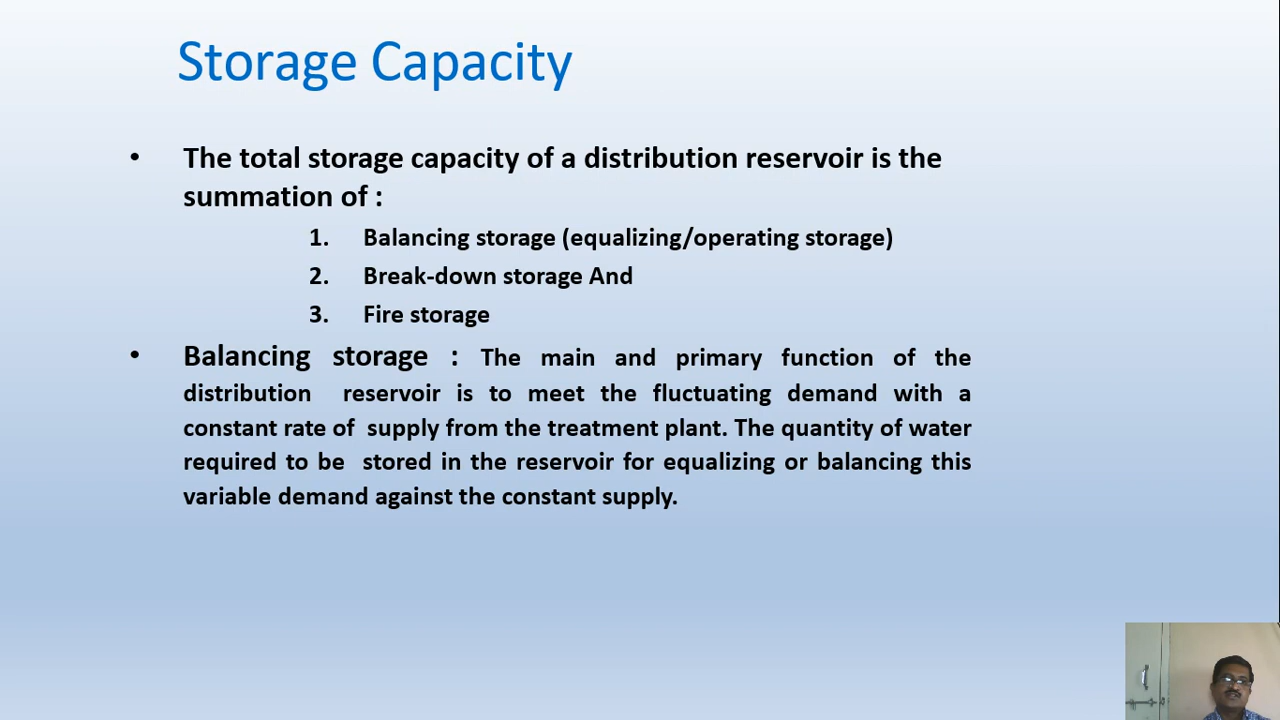 Storage Capacity
• The total storage capacity of a distribution reservoir is the
summation of :
1. Balancing storage (equalizing/operating storage)
2. Break-down storage And
3. Fire storage
• Balancing storage : The main and primary function of the
distribution reservoir is to meet the fluctuating demand with a
constant rate of supply from the treatment plant. The quantity of water
required to be stored in the reservoir for equalizing or balancing this
variable demand against the constant supply.